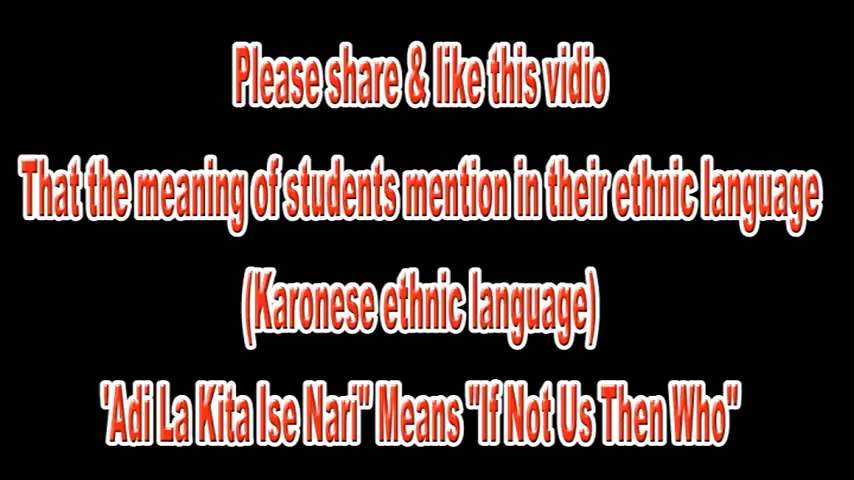 Please share & like this vidio
That the meaning of students mention in their ethnic language
(Karonese ethnic language)
'Adi La Kita Ise Nari" Means "If Not Us Then Who"